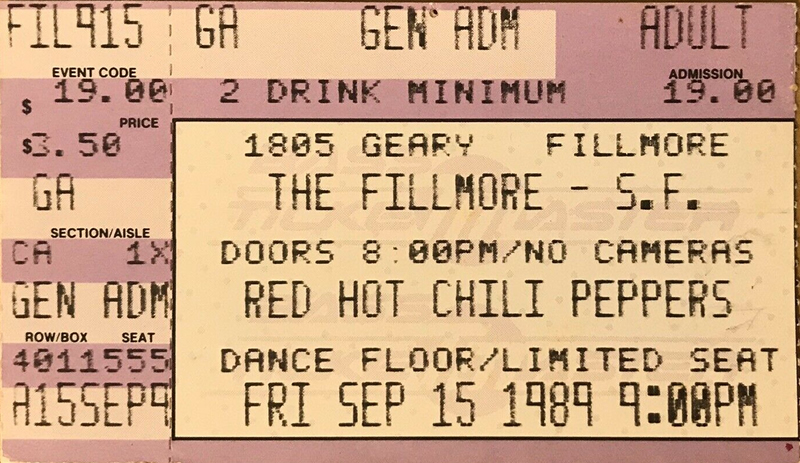 FIL915 GA GEN ADM ADULT
EVENT CODE ADMISSION
$ 19.00 2 DRINK MINIMUM 19.00
PRICE
$3.50 1805 GEARY FILLMORE
GA THE FILLMORE - S.F.
TICKETMASTER
SECTION/AISLE
CA 1X DOORS 8:00PM/NO CAMERAS
GEN ADM RED HOT CHILI PEPPERS
ROW/BOX SEAT
4011555 DANCE FLOOR/LIMITED SEAT
A15SEP9 FRI SEP 15 1989 9:00PM